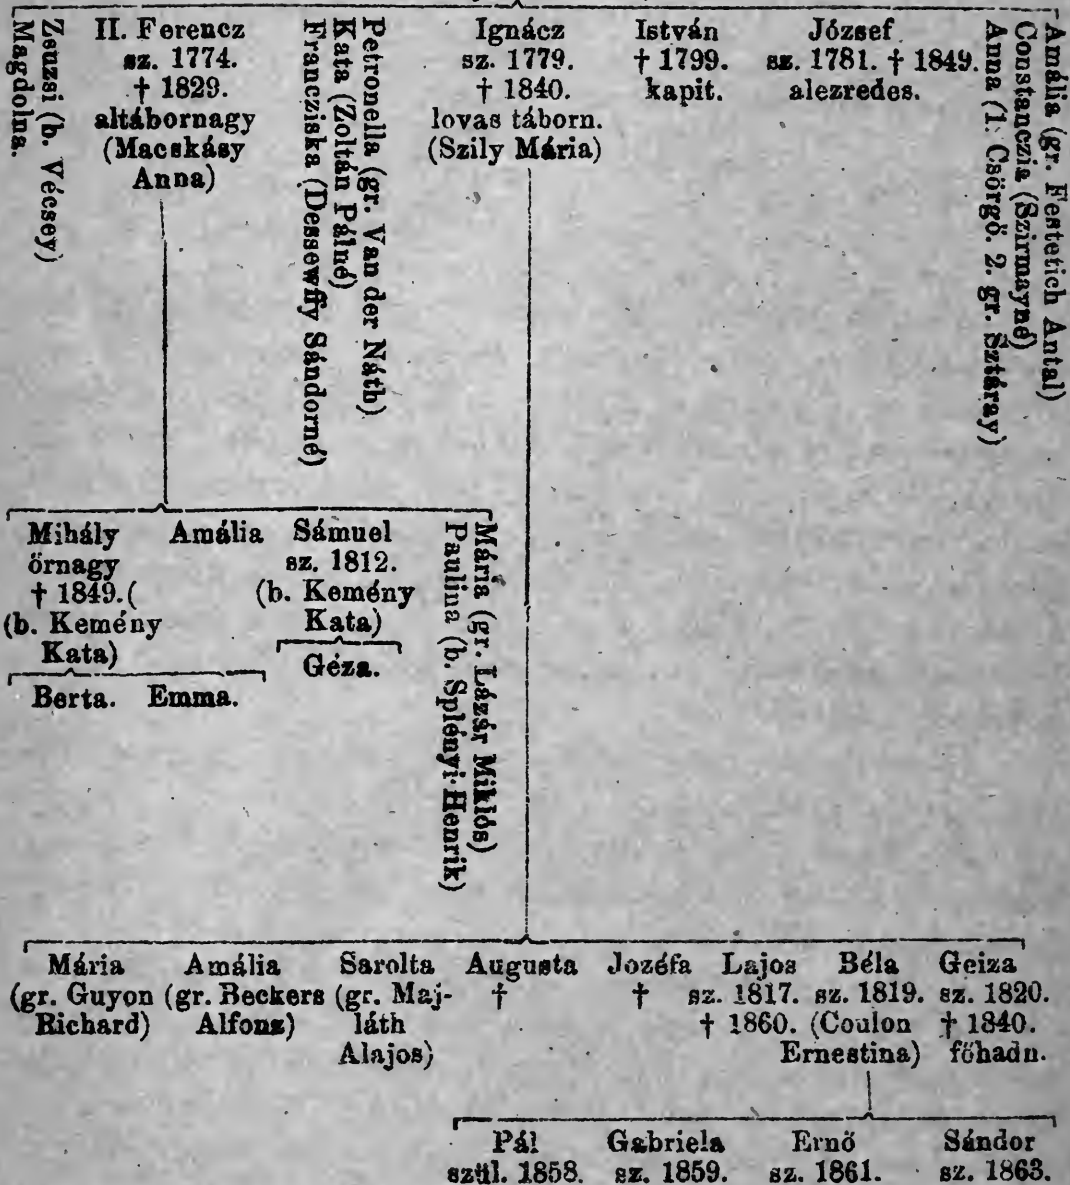 Zsuzsi (b. Vécsey)
Magdolna.
II. Ferencz
sz. 1774.
† 1829.
altábornagy
(Macskásy
Anna)
Petronella (gr. Van der Náth)
Kata (Zoltán Pálné)
Francziska (Dessewffy Sándorné)
Ignácz
sz. 1779.
† 1840.
lovas táborn.
(Szily Mária)
István
† 1799.
kapit.
József
sz. 1781. † 1849.
alezredes.
Amália (gr. Festetich Antal)
Constanczia (Szirmayné)
Anna (1. Csörgő. 2. gr. Sztáray)
Mihály
őrnagy
† 1849.(
(b. Kemény
Kata)
Amália
Sámuel
sz. 1812.
(b. Kemény
Kata)
Mária (gr. Lázár Miklós)
Paulina (b. Splényi Henrik)
Berta. Emma.
Géza.
Mária
(gr. Guyon
Richard)
Amália
(gr. Beckers
Alfons)
Sarolta
(gr. Maj-
láth
Alajos)
Augusta
†
Jozéfa
†
Lajos
sz. 1817.
† 1860.
Béla
sz. 1819.
(Coulon
Ernestina)
Geiza
sz. 1820.
† 1840.
főhadn.
Pál
szül. 1858.
Gabriela
sz. 1859.
Ernő
sz. 1861.
Sándor
sz. 1863.